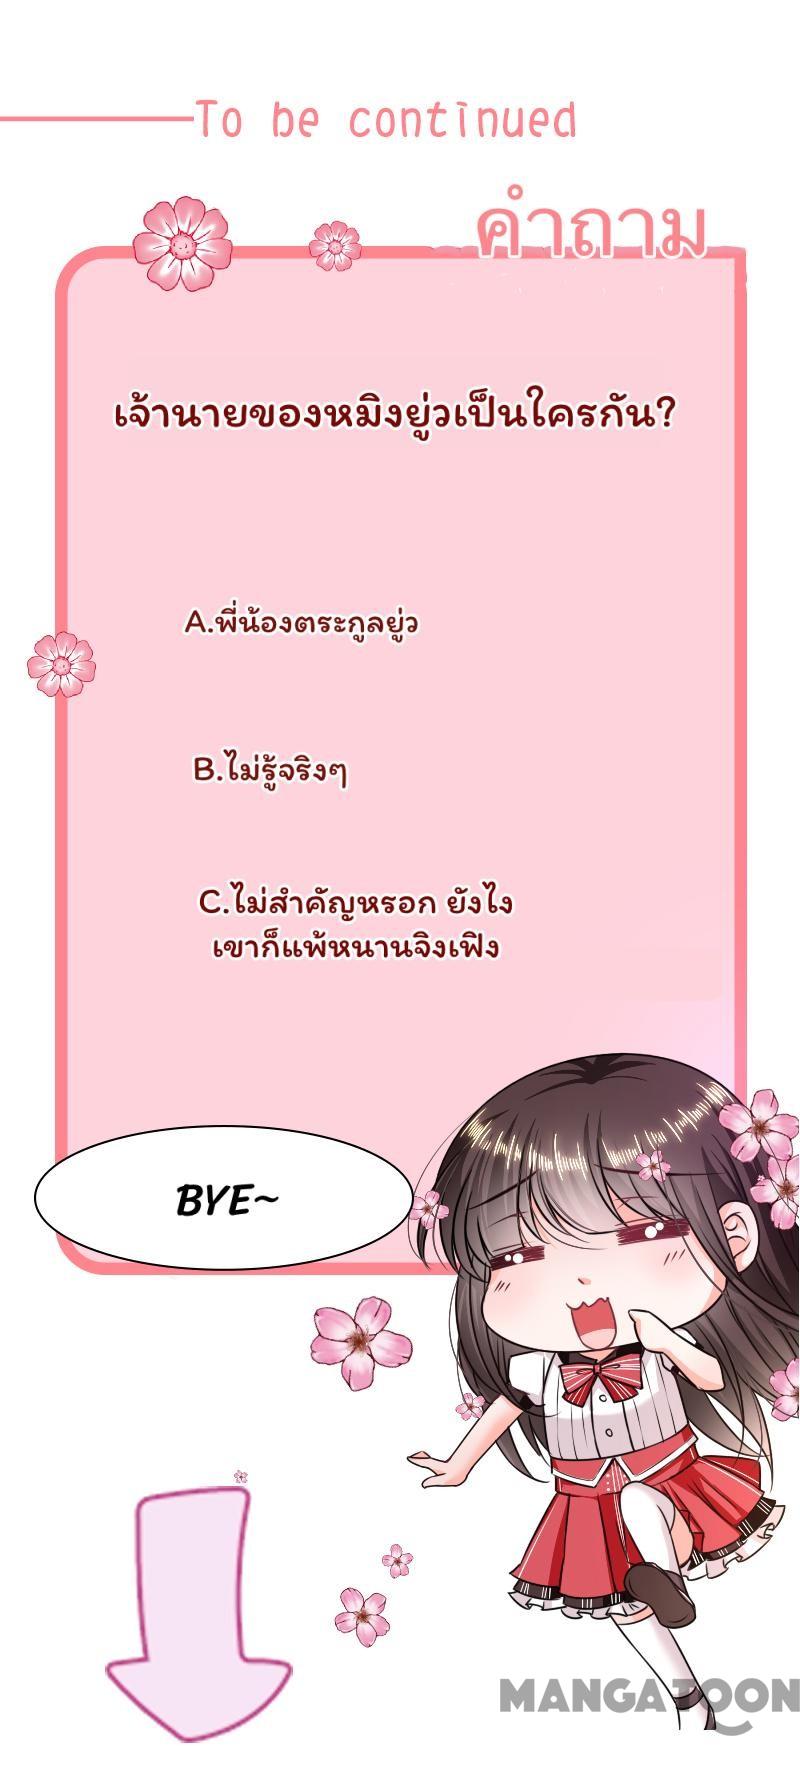 To be continued
คำถาม
เจ้านายของหมิงยู่วเป็นใครกัน?
A.พี่น้องตระกูลยู่ว
B.ไม่รู้จริงๆ
C.ไม่สำคัญหรอก ยังไง
เขาก็แพ้หนานจิงเฟิง
BYE~
MANGATOON